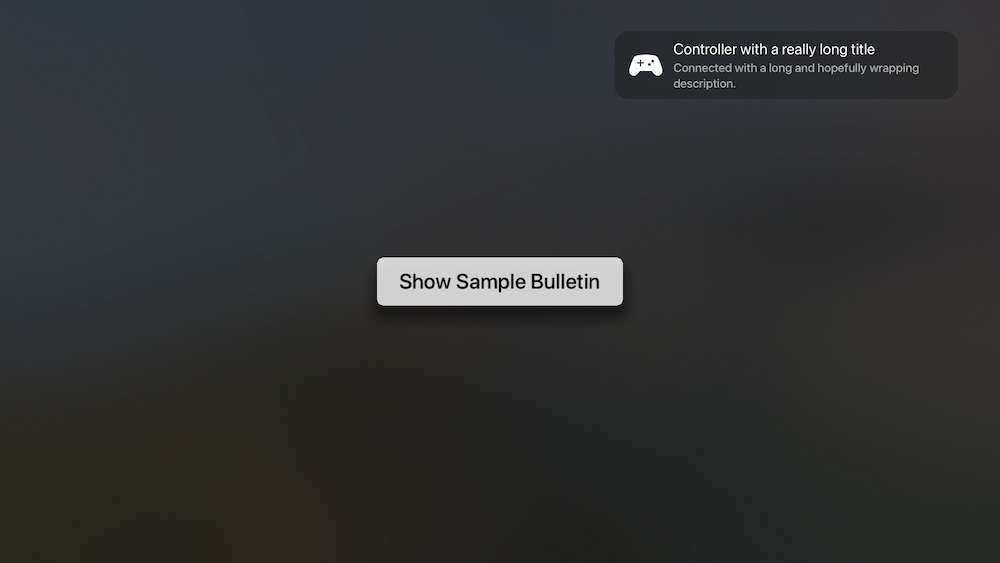 Controller with a really long title
Connected with a long and hopefully wrapping
description.
Show Sample Bulletin